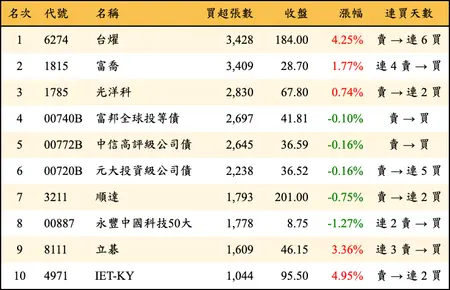 名次 代號 名稱 買超張數 收盤 漲幅 連買天數
1 6274 台燿 3,428 184.00 4.25% 賣→連6買
2 1815 富喬 3,409 28.70 1.77% 連4賣→買
3 1785 光洋科 2,830 67.80 0.74% 賣→連2買
4 00740B 富邦全球投等債 2,697 41.81 -0.10% 賣→買
5 00772B 中信高評級公司債 2,645 36.59 -0.16% 賣→買
6 00720B 元大投資級公司債 2,238 36.52 -0.16% 賣→連5買
7 3211 順達 1,793 201.00 -0.75% 賣→連2買
8 00887 永豐中國科技50大 1,778 8.75 -1.27% 連2賣→買
9 8111 立碁 1,609 46.15 3.36% 連3賣→買
10 4971 IET-KY 1,044 95.50 4.95% 賣→連2買